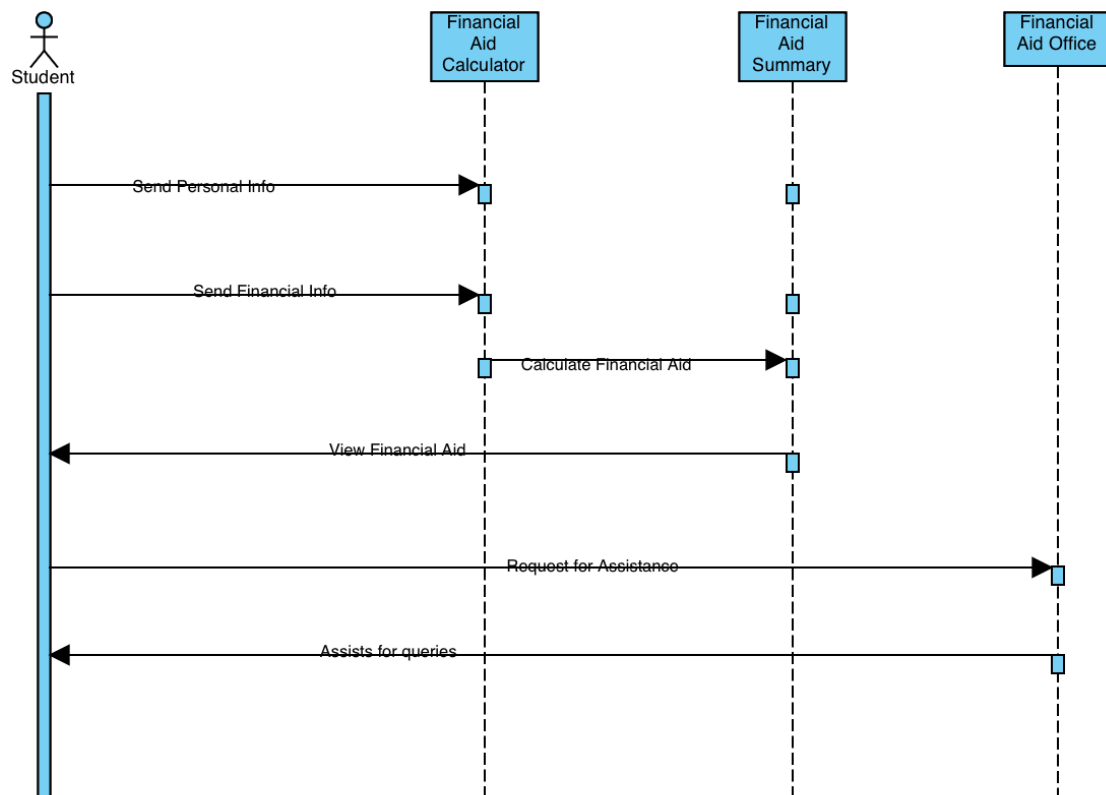 Financial
Aid
Calculator
Financial
Aid
Summary
Financial
Aid Office
Student
Send Personal Info
Send Financial Info
Calculate Financial Aid
View Financial Aid
Request for Assistance
Assists for queries